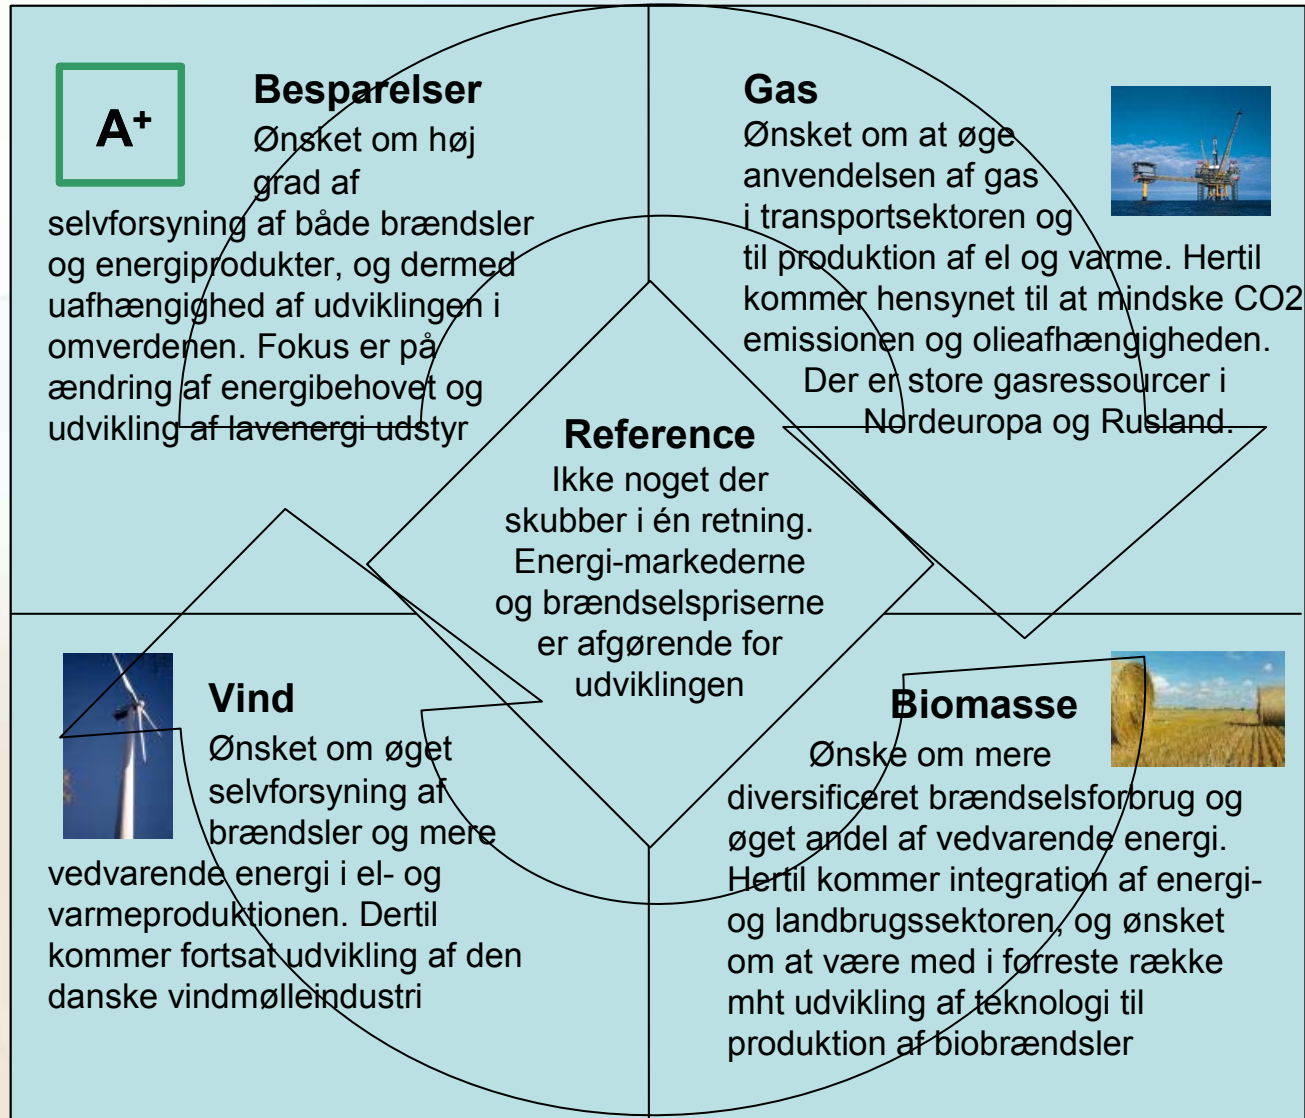 A+
Besparelser
Ønsket om høj
grad af
selvforsyning af både brændsler
og energiprodukter, og dermed
uafhængighed af udviklingen i
omverdenen. Fokus er på
ændring af energibehovet og
udvikling af lavenergi udstyr
Gas
Ønsket om at øge
anvendelsen af gas
i transportsektoren og
til produktion af el og varme. Hertil
kommer hensynet til at mindske CO2
emissionen og olieafhængigheden.
Der er store gasressourcer i
Nordeuropa og Rusland.
Reference
Ikke noget der
skubber i én retning.
Energi-markederne
og brændselspriserne
er afgørende for
udviklingen
Vind
Ønsket om øget
selvforsyning af
brændsler og mere
vedvarende energi i el- og
varmeproduktionen. Dertil
kommer fortsat udvikling af den
danske vindmølleindustri
Biomasse
Ønske om mere
diversificeret brændselsforbrug og
øget andel af vedvarende energi.
Hertil kommer integration af energi-
og landbrugssektoren, og ønsket
om at være med i forreste række
mht udvikling af teknologi til
produktion af biobrændsler